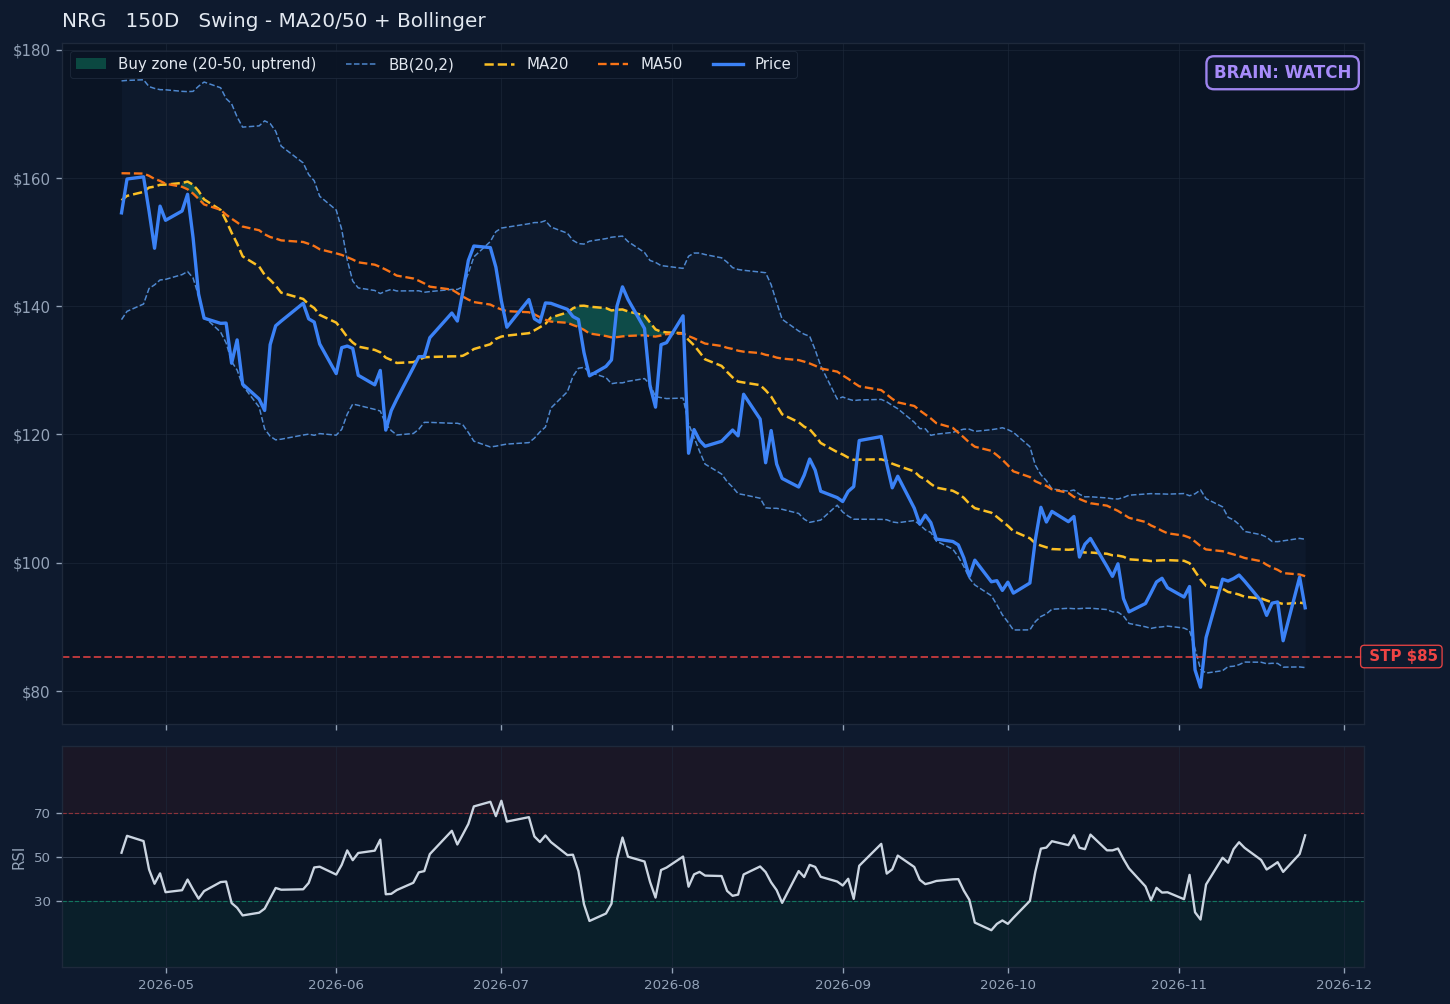 NRG   150D   Swing - MA20/50 + Bollinger
Buy zone (20-50, uptrend)   BB(20,2)   MA20   MA50   Price
BRAIN: WATCH
$180
$160
$140
$120
$100
$80
STP $85
RSI
70
50
30
2026-05   2026-06   2026-07   2026-08   2026-09   2026-10   2026-11   2026-12